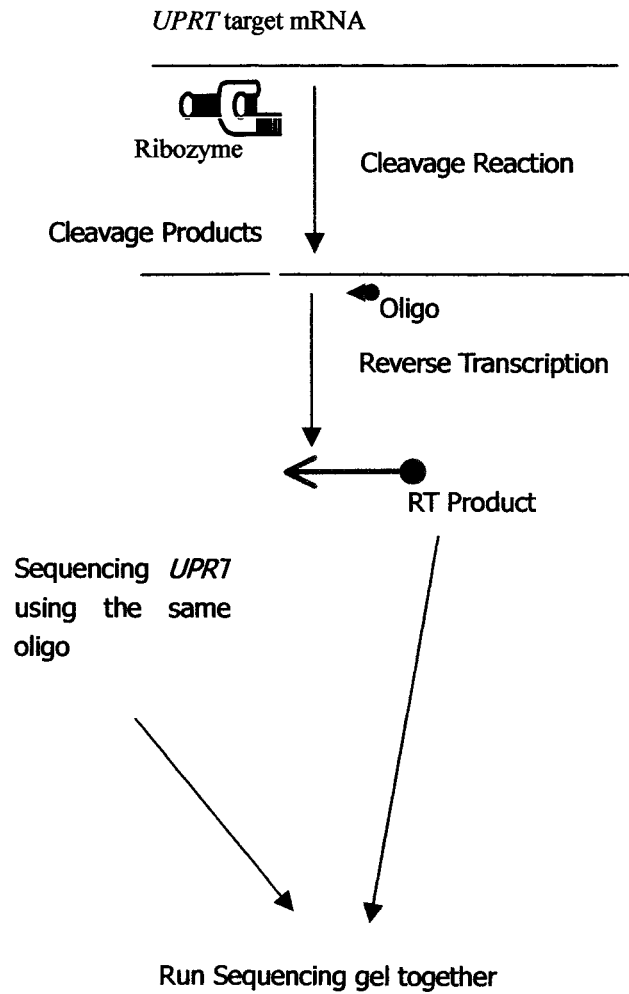 UPRT target mRNA
Ribozyme
Cleavage Reaction
Cleavage Products
Oligo
Reverse Transcription
RT Product
Sequencing UPRT
using the same
oligo
Run Sequencing gel together